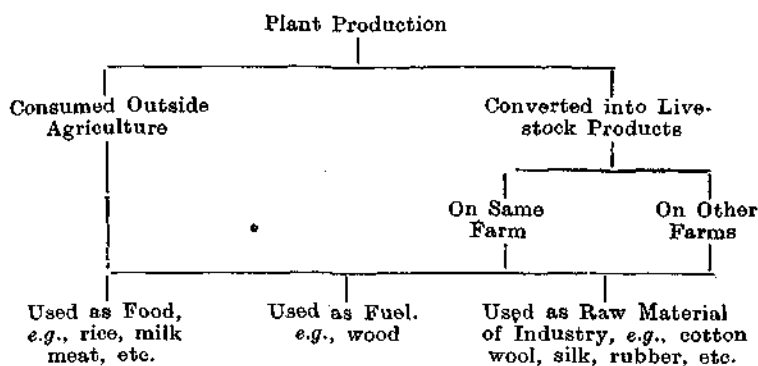 Plant Production
Consumed Outside
Agriculture
Converted into Live-
stock Products
On Same
Farm
On Other
Farms
Used as Food,
e.g., rice, milk
meat, etc.
Used as Fuel.
e.g., wood
Used as Raw Material
of Industry, e.g., cotton
wool, silk, rubber, etc.